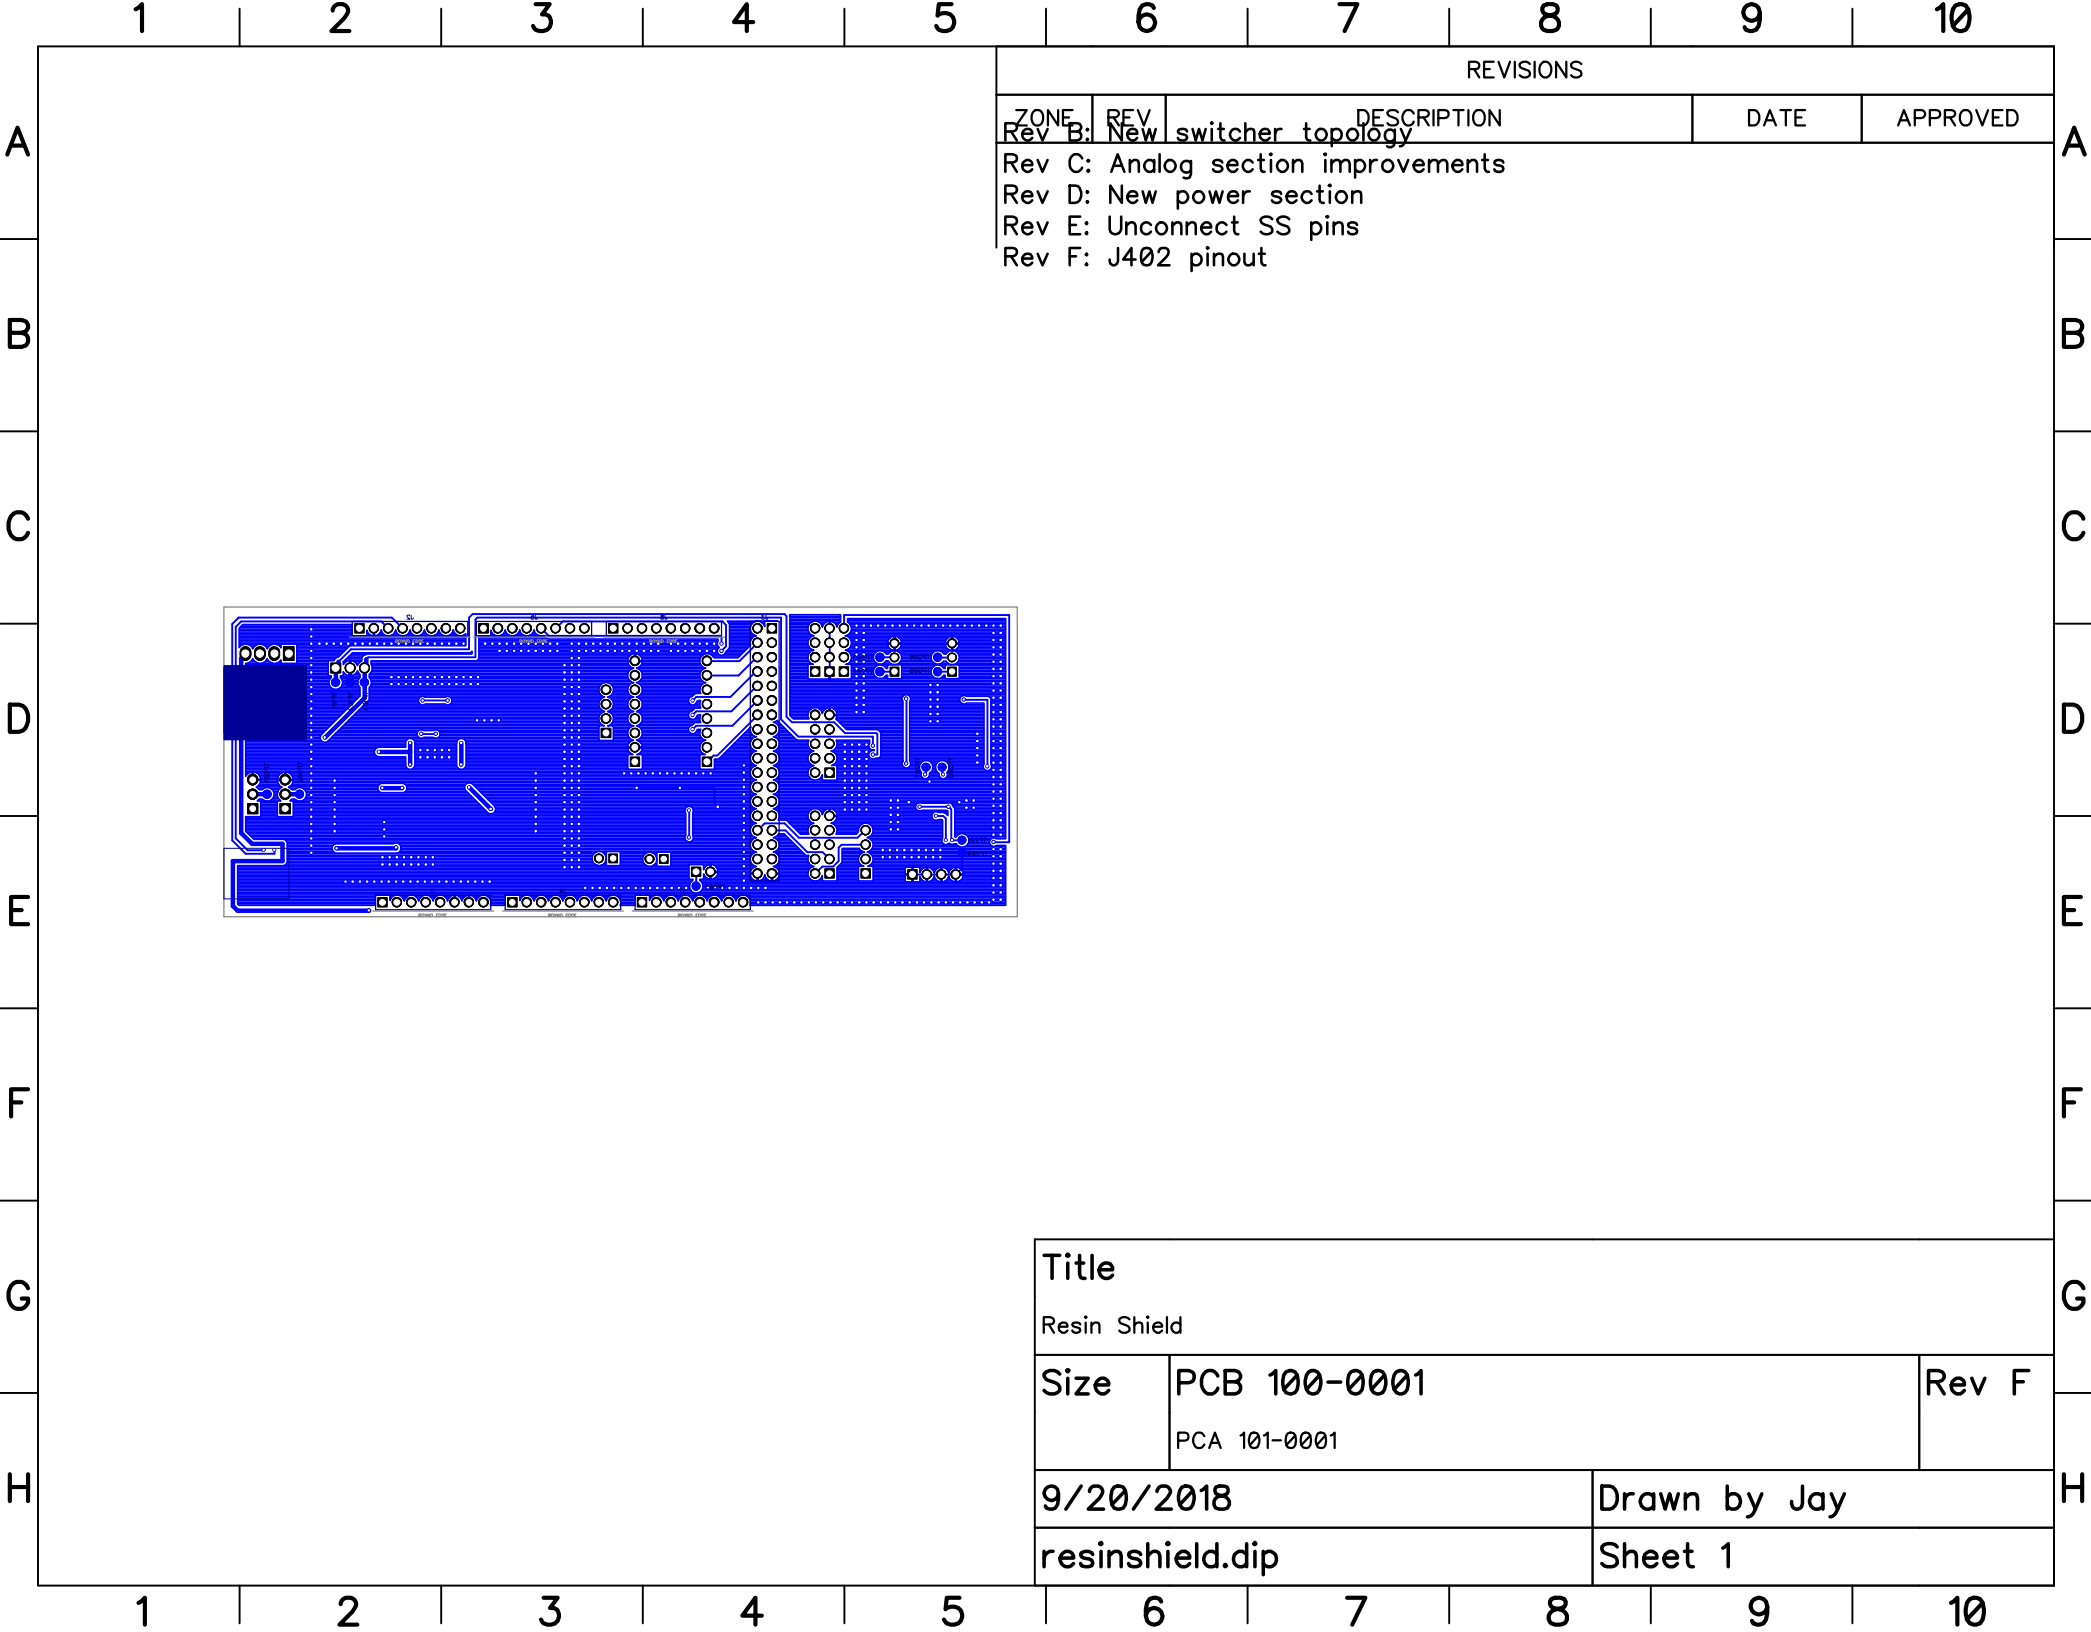 1 2 3 4 5 6 7 8 9 10
REVISIONS
ZONE REV DESCRIPTION DATE APPROVED
A A
Rev B: New switcher topology
Rev C: Analog section improvements
Rev D: New power section
Rev E: Unconnect SS pins
Rev F: J402 pinout
B B
C C
D D
E E
F F
Title
G G
Resin Shield
Size PCB 100-0001 Rev F
PCA 101-0001
H H
9/20/2018 Drawn by Jay
resinshield.dip Sheet 1
1 2 3 4 5 6 7 8 9 10